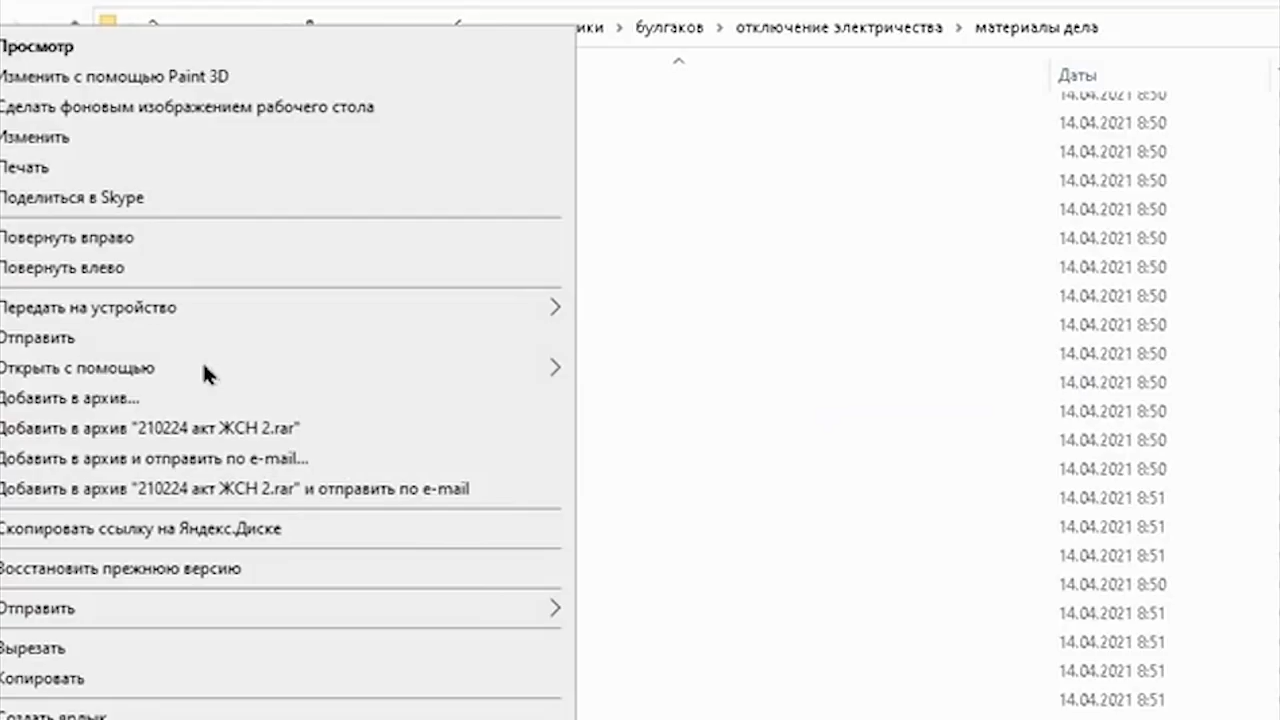 ики > булгаков > отключение электричества > материалы дела
Просмотр
Изменить с помощью Paint 3D
Сделать фоновым изображением рабочего стола
Изменить
Печать
Поделиться в Skype
Повернуть вправо
Повернуть влево
Передать на устройство
Отправить
Открыть с помощью
Добавить в архив...
Добавить в архив "210224 акт ЖСН 2.rar"
Добавить в архив и отправить по e-mail...
Добавить в архив "210224 акт ЖСН 2.rar" и отправить по e-mail
Скопировать ссылку на Яндекс.Диске
Восстановить прежнюю версию
Отправить
Вырезать
Копировать
Создать ярлык
Даты
14.04.2021 8:50
14.04.2021 8:50
14.04.2021 8:50
14.04.2021 8:50
14.04.2021 8:50
14.04.2021 8:50
14.04.2021 8:50
14.04.2021 8:50
14.04.2021 8:50
14.04.2021 8:50
14.04.2021 8:50
14.04.2021 8:50
14.04.2021 8:50
14.04.2021 8:50
14.04.2021 8:51
14.04.2021 8:51
14.04.2021 8:51
14.04.2021 8:50
14.04.2021 8:51
14.04.2021 8:51
14.04.2021 8:51
14.04.2021 8:51